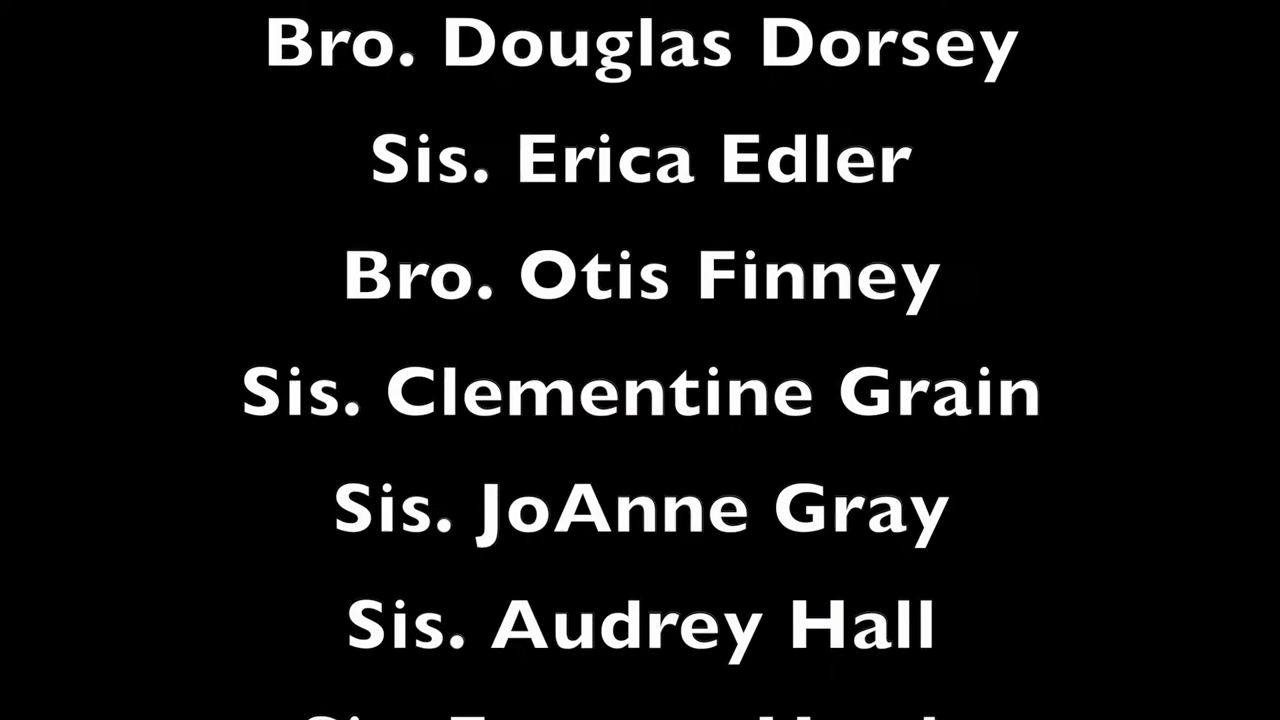 Bro. Douglas Dorsey
Sis. Erica Edler
Bro. Otis Finney
Sis. Clementine Grain
Sis. JoAnne Gray
Sis. Audrey Hall